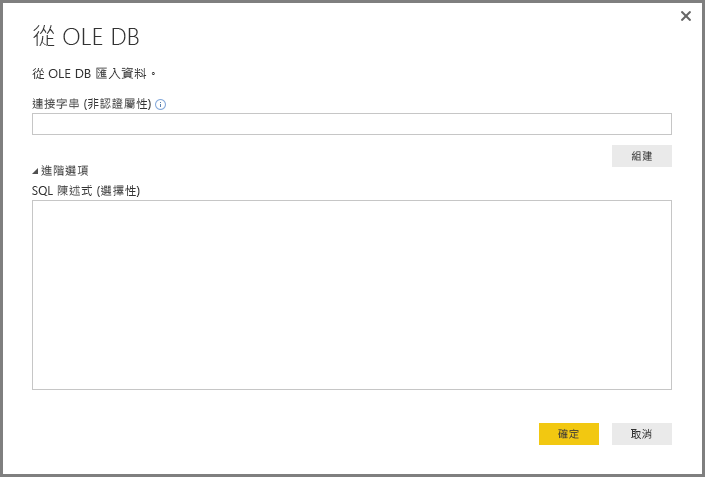 從 OLE DB
從 OLE DB 匯入資料。
連接字串 (非認證屬性)
組建
進階選項
SQL 陳述式 (選擇性)
確定
取消